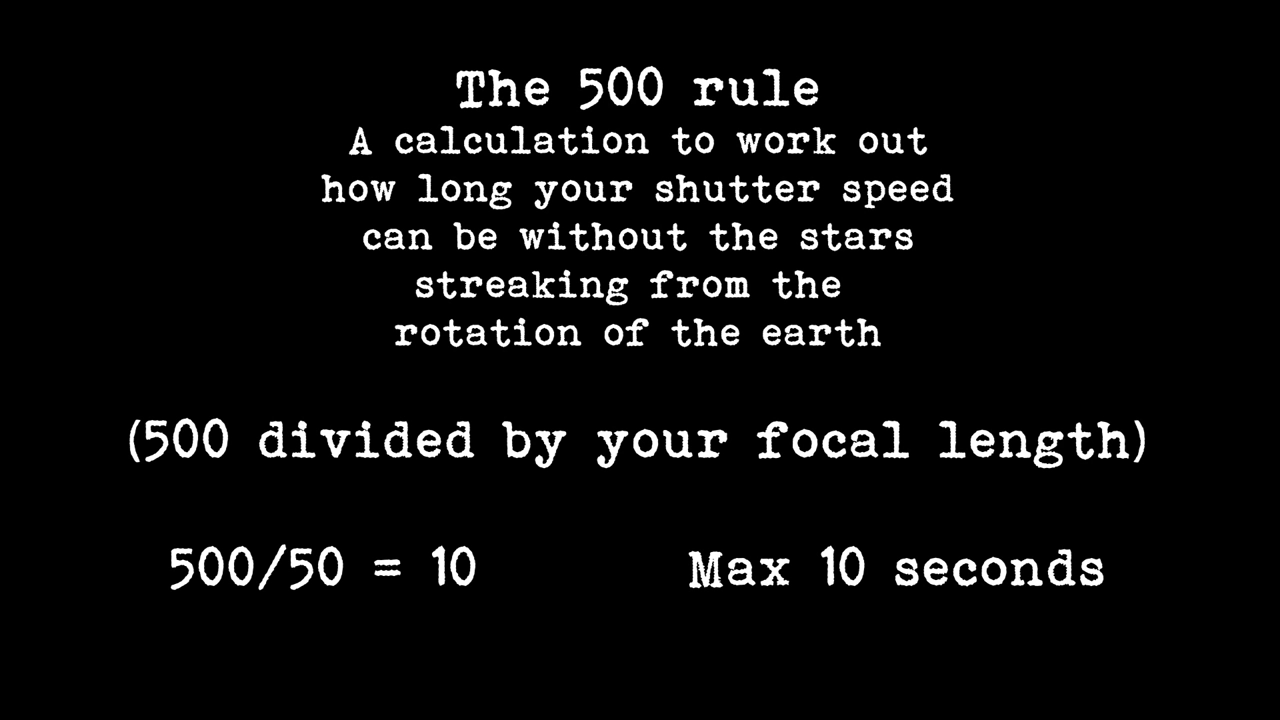 The 500 rule
A calculation to work out
how long your shutter speed
can be without the stars
streaking from the
rotation of the earth
(500 divided by your focal length)
500/50 = 10 Max 10 seconds